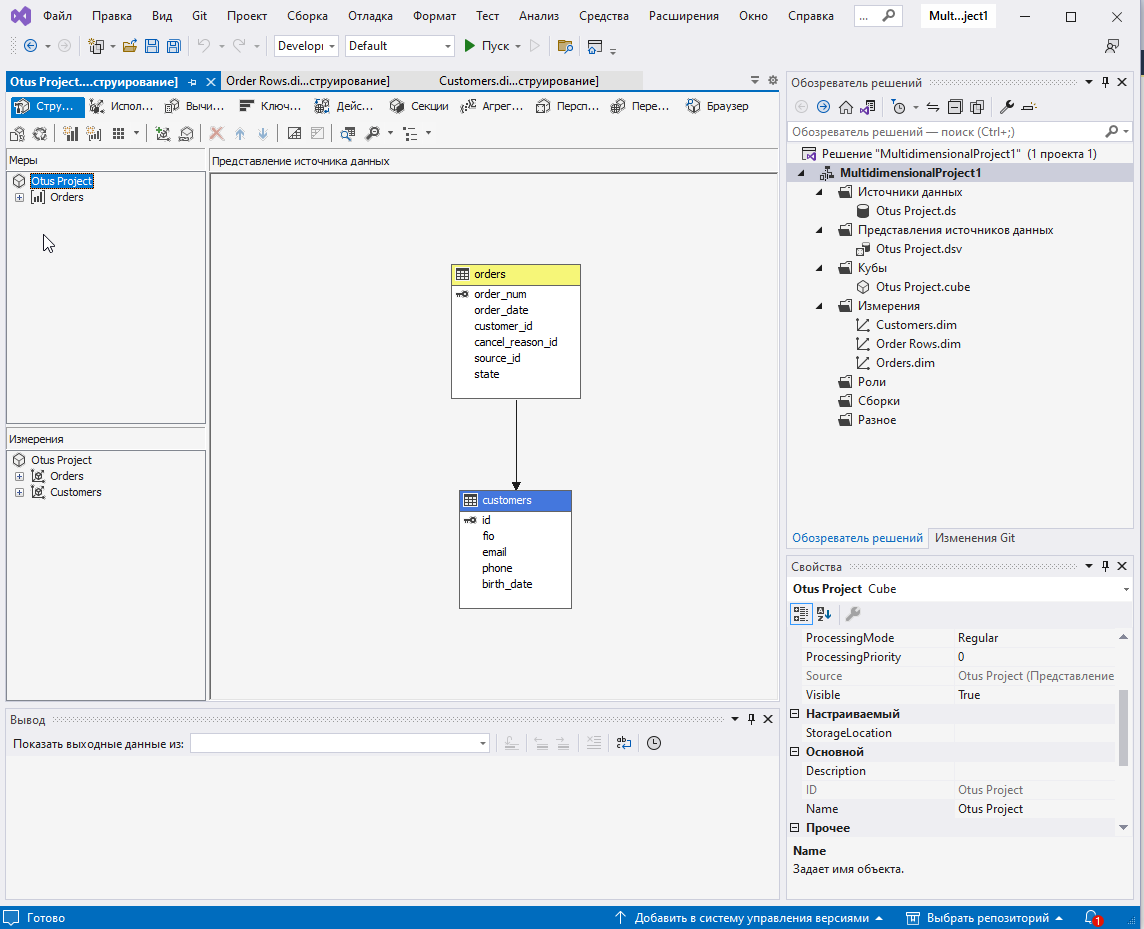 Файл Правка Вид Git Проект Сборка Отладка Формат Тест Анализ Средства Расширения Окно Справка ... Mult...ject1
Develop Default Пуск
Otus Project....струирование] Order Rows.di...струирование] Customers.di...струирование]
Стру... Испол... Вычи... Ключ... Дейс... Секции Агрег... Персп... Пере... Браузер
Меры
Otus Project
Orders
Измерения
Otus Project
Orders
Customers
Представление источника данных
orders
order_num
order_date
customer_id
cancel_reason_id
source_id
state
customers
id
fio
email
phone
birth_date
Вывод
Показать выходные данные из:
Обозреватель решений
Обозреватель решений — поиск (Ctrl+;)
Решение "MultidimensionalProject1" (1 проекта 1)
MultidimensionalProject1
Источники данных
Otus Project.ds
Представления источников данных
Otus Project.dsv
Кубы
Otus Project.cube
Измерения
Customers.dim
Order Rows.dim
Orders.dim
Роли
Сборки
Разное
Обозреватель решений Изменения Git
Свойства
Otus Project Cube
ProcessingMode Regular
ProcessingPriority 0
Source Otus Project (Представление
Visible True
Настраиваемый
StorageLocation
Основной
Description
ID Otus Project
Name Otus Project
Прочее
Name
Задает имя объекта.
Готово Добавить в систему управления версиями Выбрать репозиторий 1